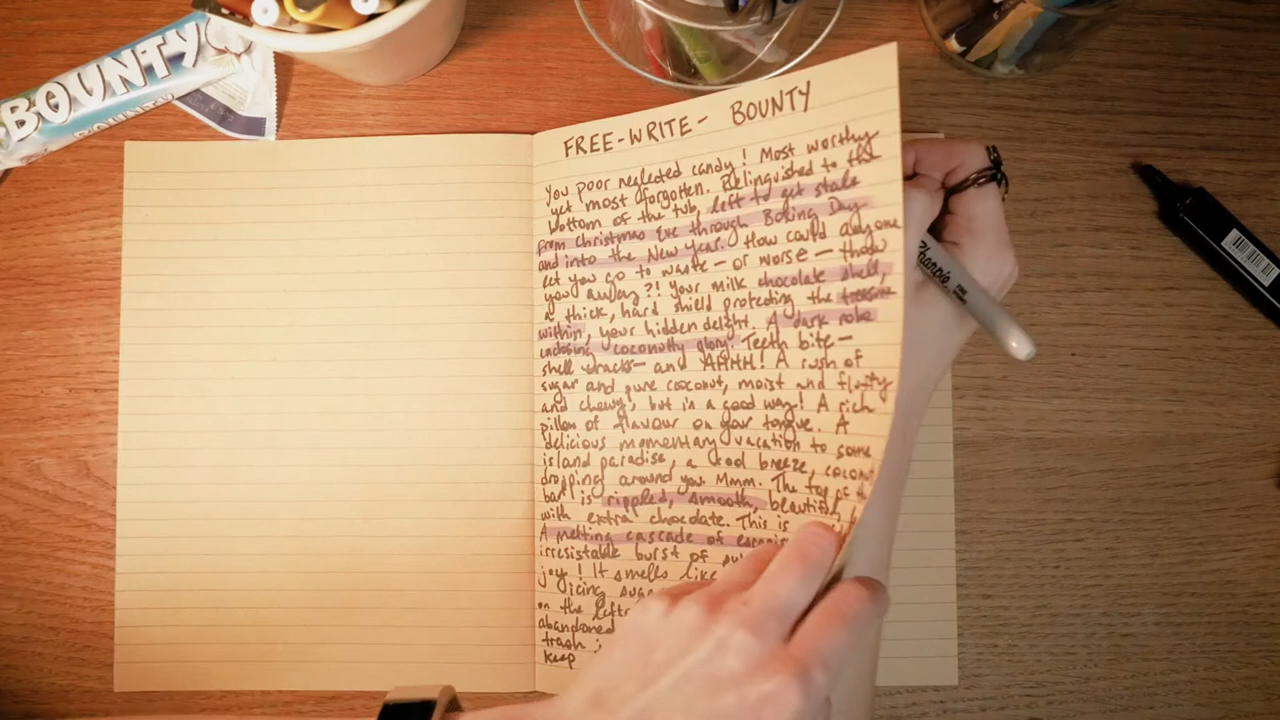 BOUNTY
BOUNTY
FREE-WRITE- BOUNTY
You poor neglected candy! Most worthy
yet most forgotten. Relinquished to the
bottom of the tub, left to get stale
from Christmas Eve through Boxing Day
and into the New Year. How could anyone
let you go to waste - or worse - throw
you away?! Your milk chocolate shell,
a thick, hard shield protecting the treasure
within, your hidden delight. A dark robe
enclosing coconutty glory. Teeth bite-
shell cracks- and AHHH! A rush of
sugar and pure coconut, moist and fluffy
and chewy, but in a good way! A rich
pillow of flavour on your tongue. A
delicious momentary vacation to some
island paradise, a cool breeze, coconuts
dropping around you. Mmm. The top of
bar is rippled, smooth, beautiful
with extra chocolate. This is
A melting cascade of
irresistable burst of
joy! It smells like
icing
on the
abandoned
trash;
keep
Sharpie
FINE